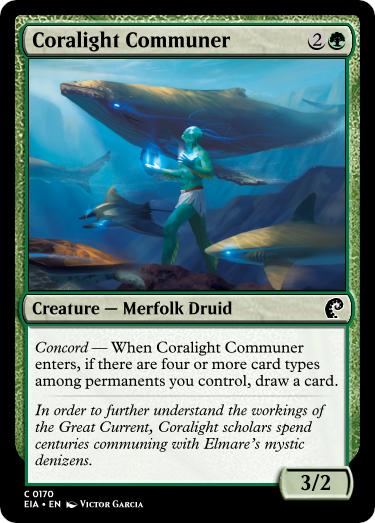 Coralight Communer 2
Creature — Merfolk Druid
Concord — When Coralight Communer
enters, if there are four or more card types
among permanents you control, draw a card.
In order to further understand the workings of
the Great Current, Coralight scholars spend
centuries communing with Elmare's mystic
denizens.
3/2
C 0170
EIA • EN Victor Garcia